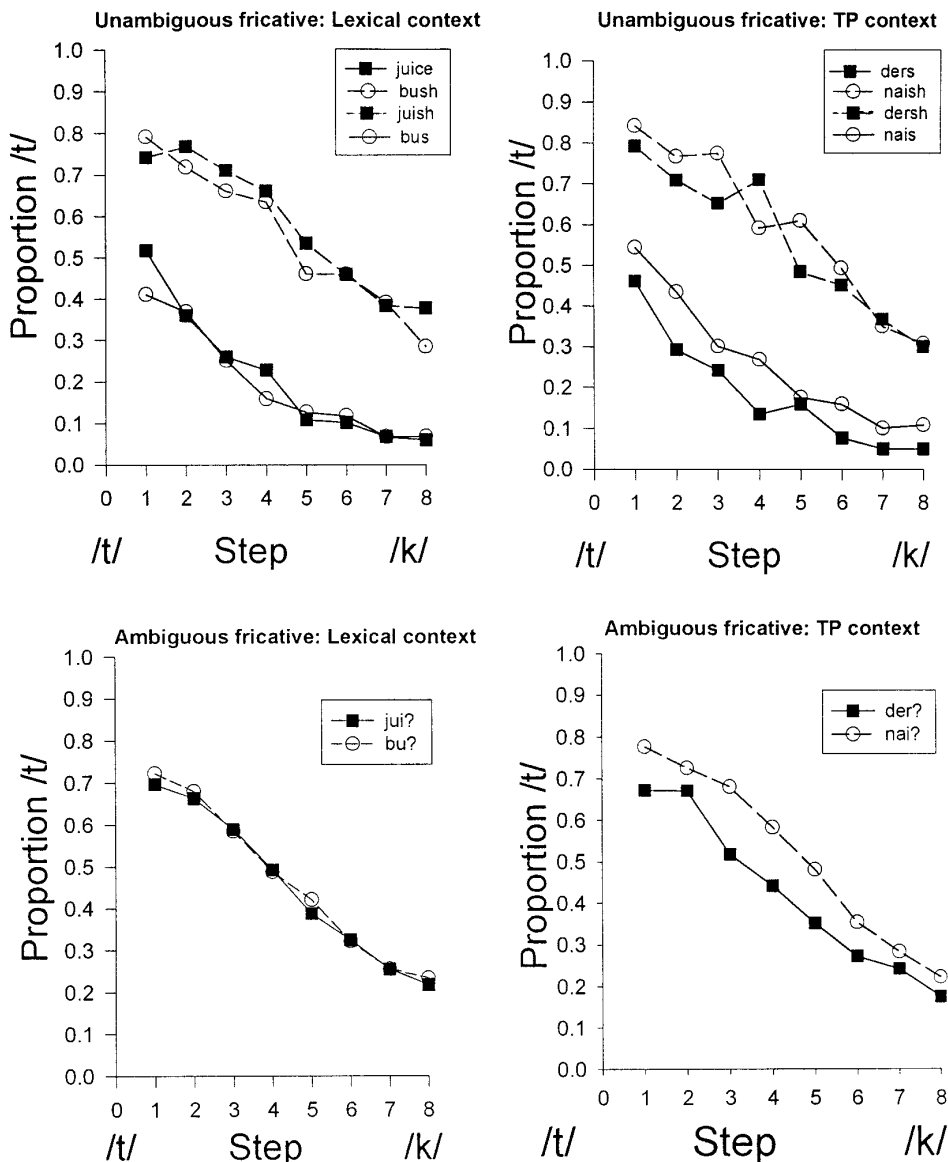 Unambiguous fricative: Lexical context
Proportion /t/
1.0
0.9
0.8
0.7
0.6
0.5
0.4
0.3
0.2
0.1
0.0
juice
bush
juish
bus
0 1 2 3 4 5 6 7 8
/t/ Step /k/
Unambiguous fricative: TP context
Proportion /t/
1.0
0.9
0.8
0.7
0.6
0.5
0.4
0.3
0.2
0.1
0.0
ders
naish
dersh
nais
0 1 2 3 4 5 6 7 8
/t/ Step /k/
Ambiguous fricative: Lexical context
Proportion /t/
1.0
0.9
0.8
0.7
0.6
0.5
0.4
0.3
0.2
0.1
0.0
jui?
bu?
0 1 2 3 4 5 6 7 8
/t/ Step /k/
Ambiguous fricative: TP context
Proportion /t/
1.0
0.9
0.8
0.7
0.6
0.5
0.4
0.3
0.2
0.1
0.0
der?
nai?
0 1 2 3 4 5 6 7 8
/t/ Step /k/